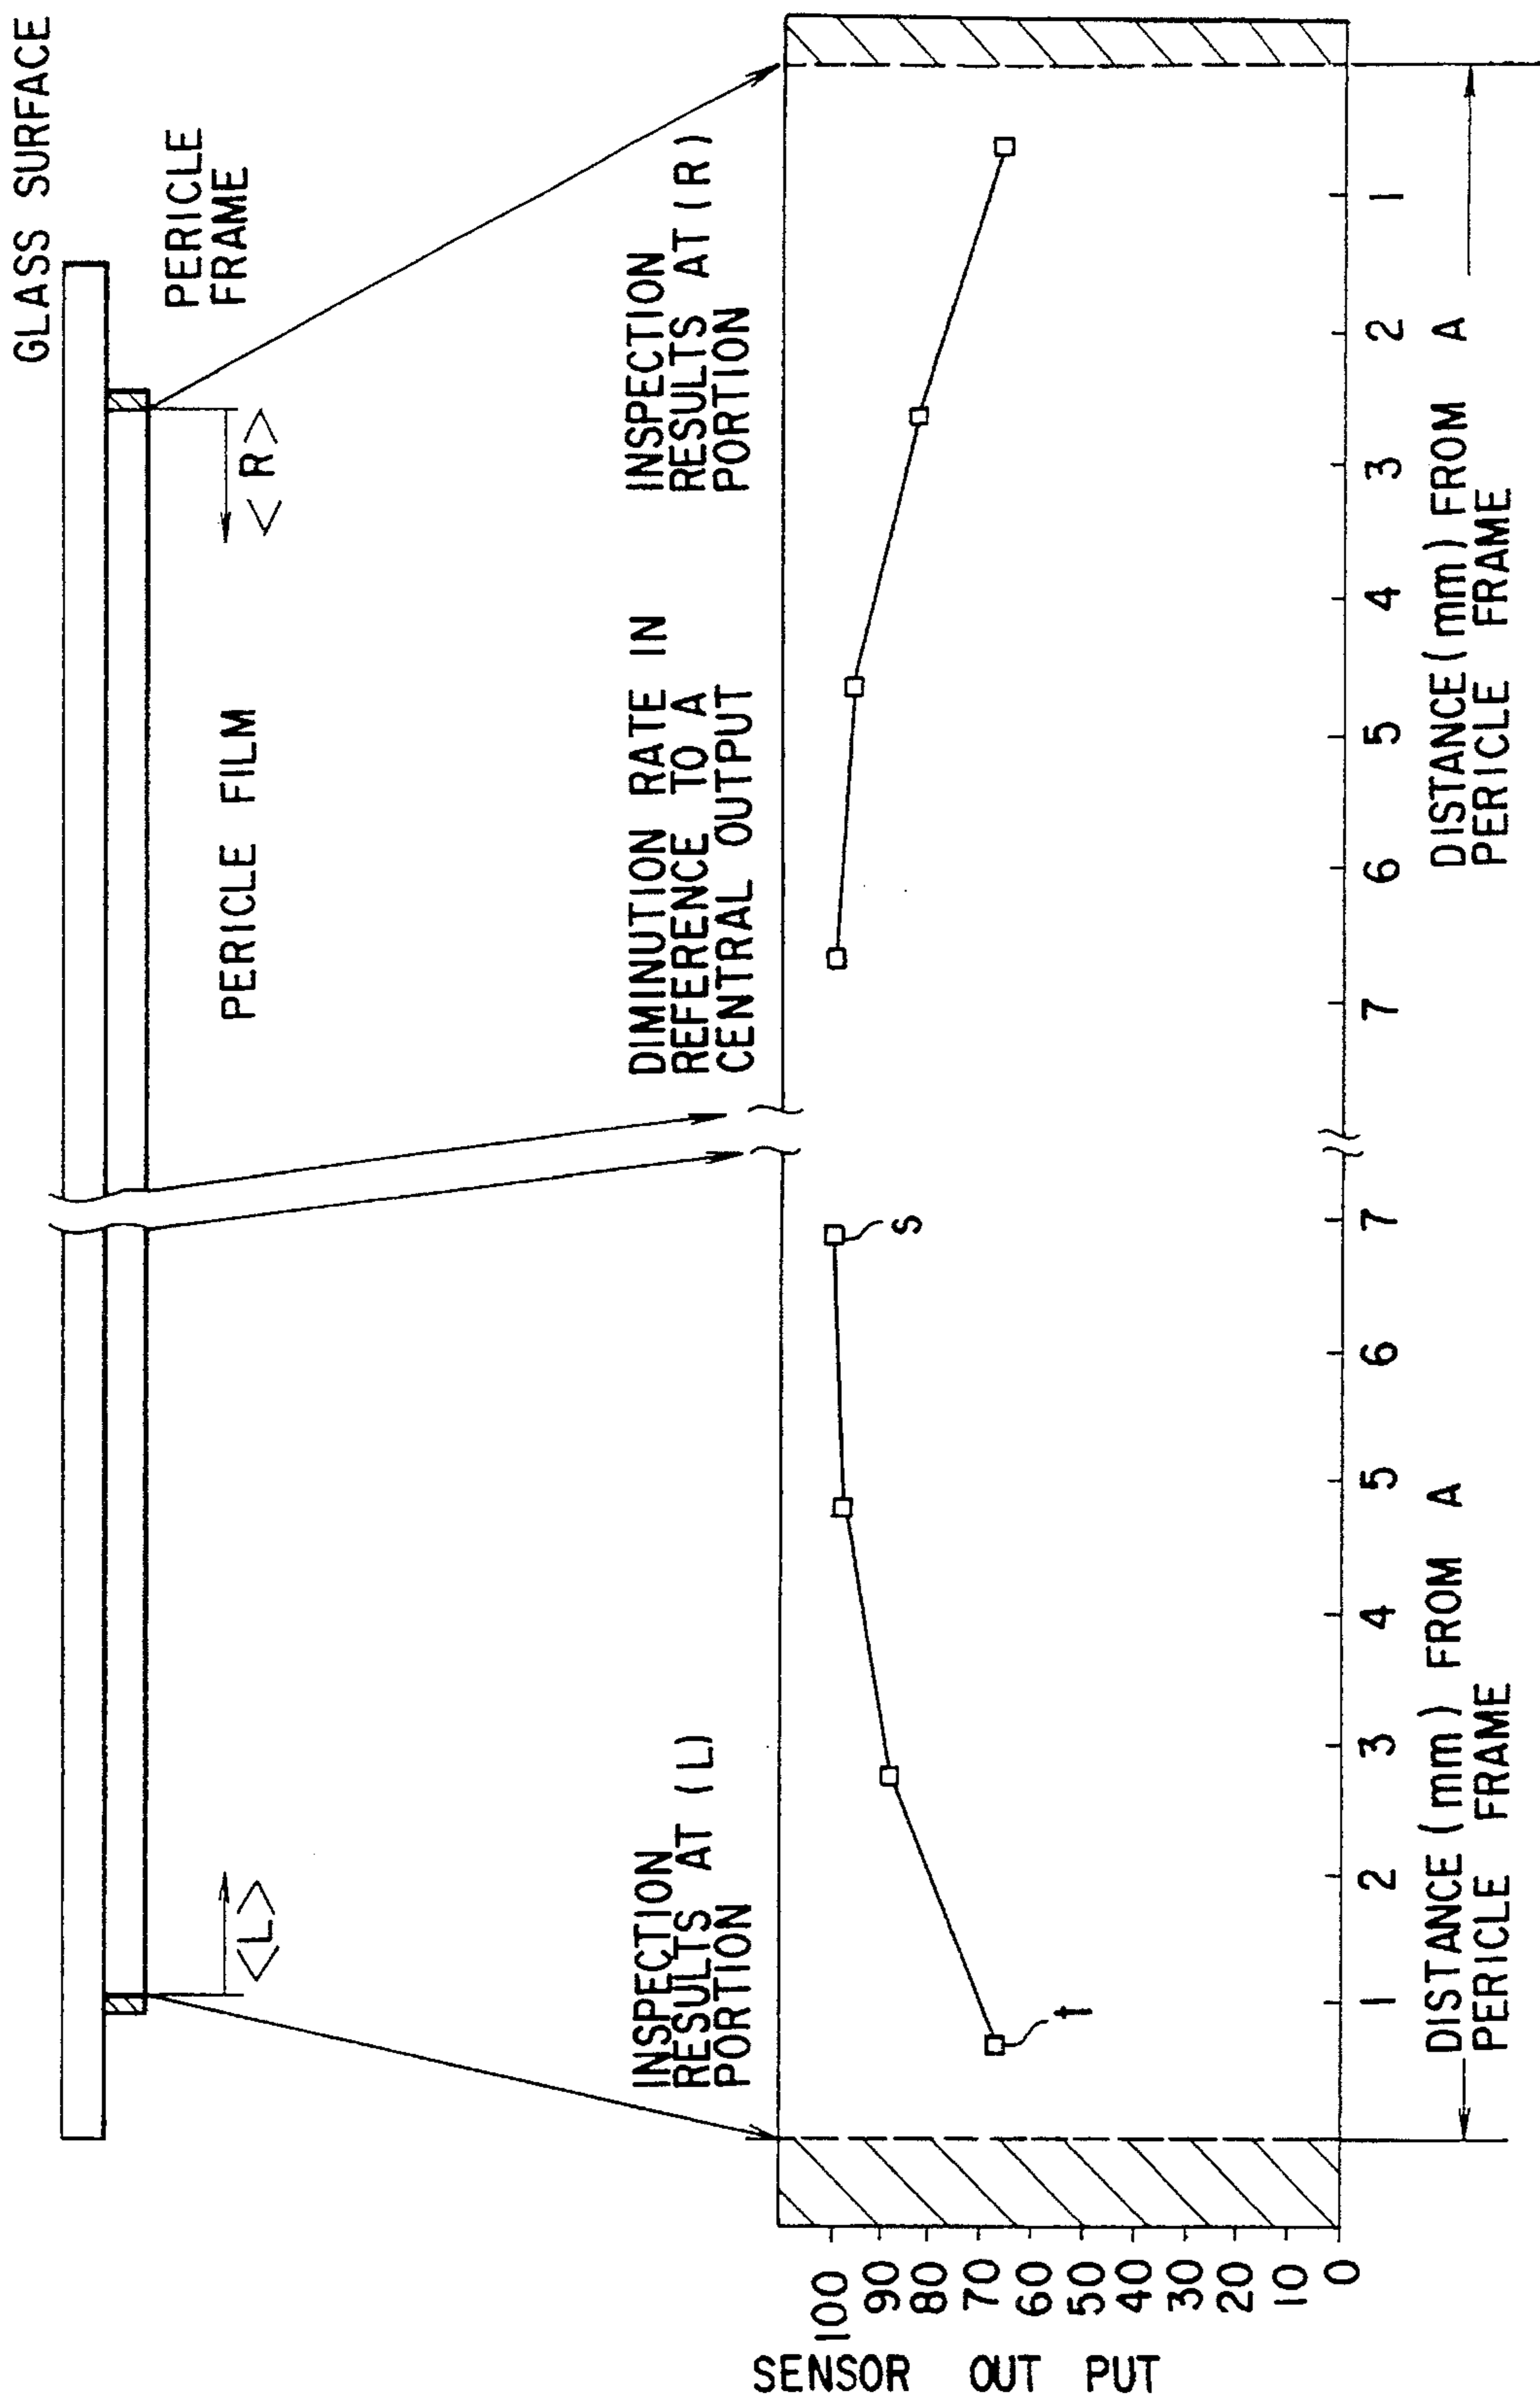 GLASS SURFACE
PERICLE
FRAME
PERICLE FILM
<L>
<R>
INSPECTION
RESULTS AT (L)
PORTION
DIMINUTION RATE IN
REFERENCE TO A
CENTRAL OUTPUT
INSPECTION
RESULTS AT (R)
PORTION
SENSOR OUT PUT
100
90
80
70
60
50
40
30
20
10
0
s
t
1 2 3 4 5 6 7
7 6 5 4 3 2 1
DISTANCE (mm) FROM A
PERICLE FRAME
DISTANCE (mm) FROM A
PERICLE FRAME